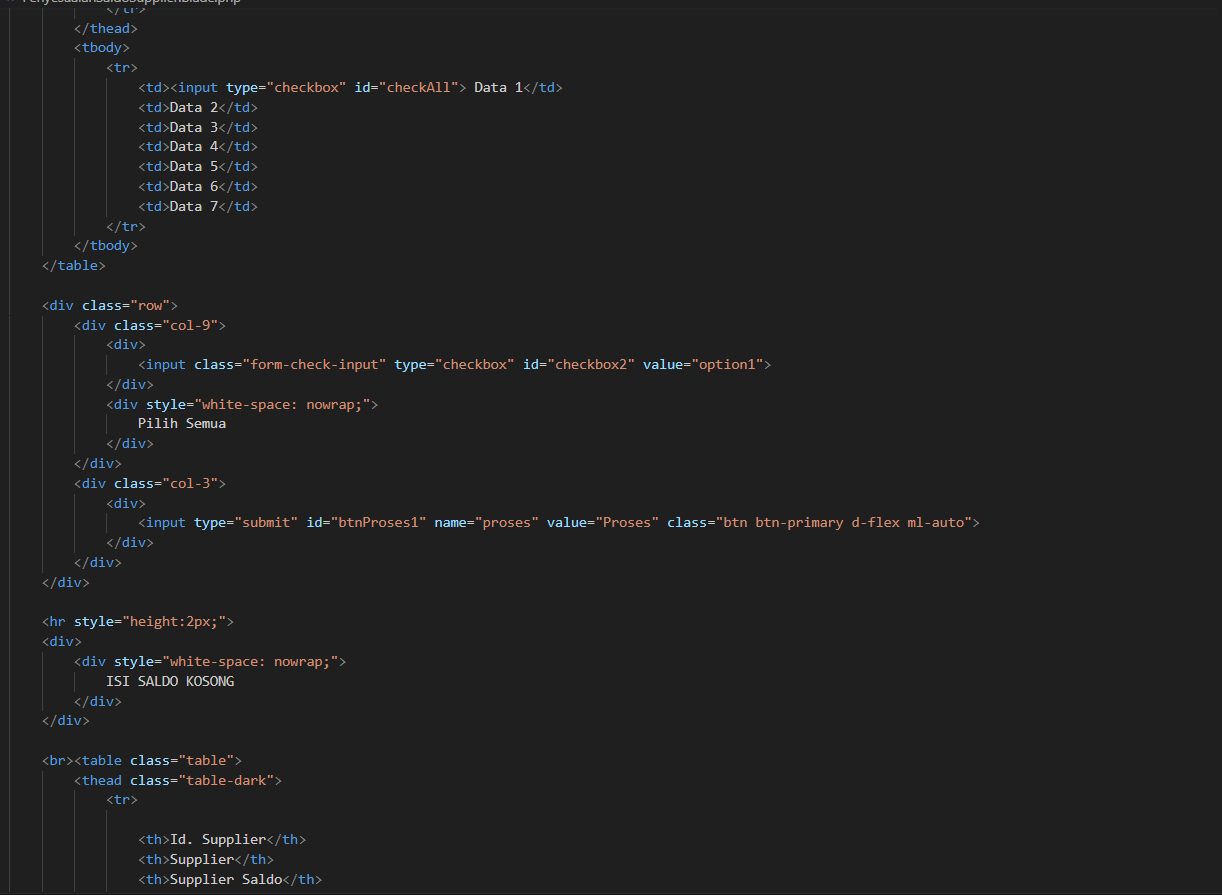 </tr>
</thead>
<tbody>
<tr>
<td><input type="checkbox" id="checkAll"> Data 1</td>
<td>Data 2</td>
<td>Data 3</td>
<td>Data 4</td>
<td>Data 5</td>
<td>Data 6</td>
<td>Data 7</td>
</tr>
</tbody>
</table>
<div class="row">
<div class="col-9">
<div>
<input class="form-check-input" type="checkbox" id="checkbox2" value="option1">
</div>
<div style="white-space: nowrap;">
Pilih Semua
</div>
</div>
<div class="col-3">
<div>
<input type="submit" id="btnProses1" name="proses" value="Proses" class="btn btn-primary d-flex ml-auto">
</div>
</div>
</div>
<hr style="height:2px;">
<div>
<div style="white-space: nowrap;">
ISI SALDO KOSONG
</div>
</div>
<br><table class="table">
<thead class="table-dark">
<tr>
<th>Id. Supplier</th>
<th>Supplier</th>
<th>Supplier Saldo</th>